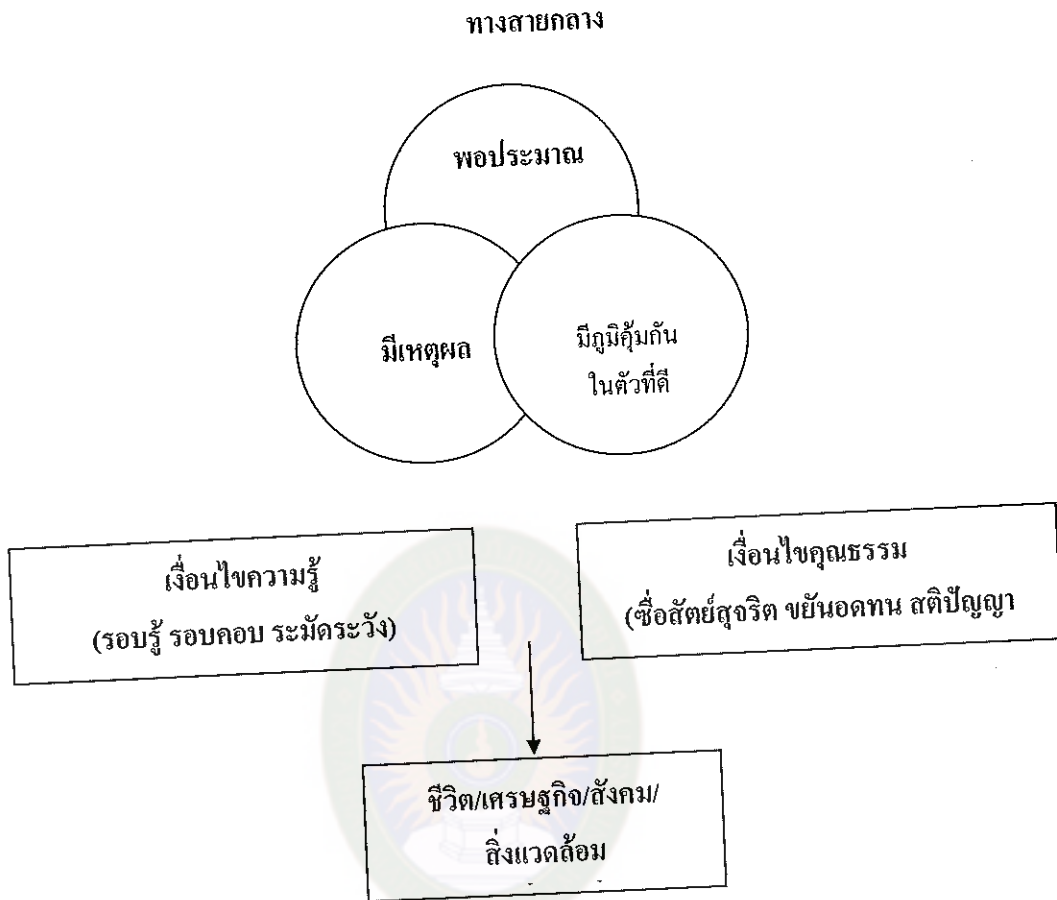 ทางสายกลาง
พอประมาณ
มีเหตุผล
มีภูมิคุ้มกัน
ในตัวที่ดี
เงื่อนไขความรู้
(รอบรู้ รอบคอบ ระมัดระวัง)
เงื่อนไขคุณธรรม
(ซื่อสัตย์สุจริต ขยันอดทน สติปัญญา
ชีวิต/เศรษฐกิจ/สังคม/
สิ่งแวดล้อม